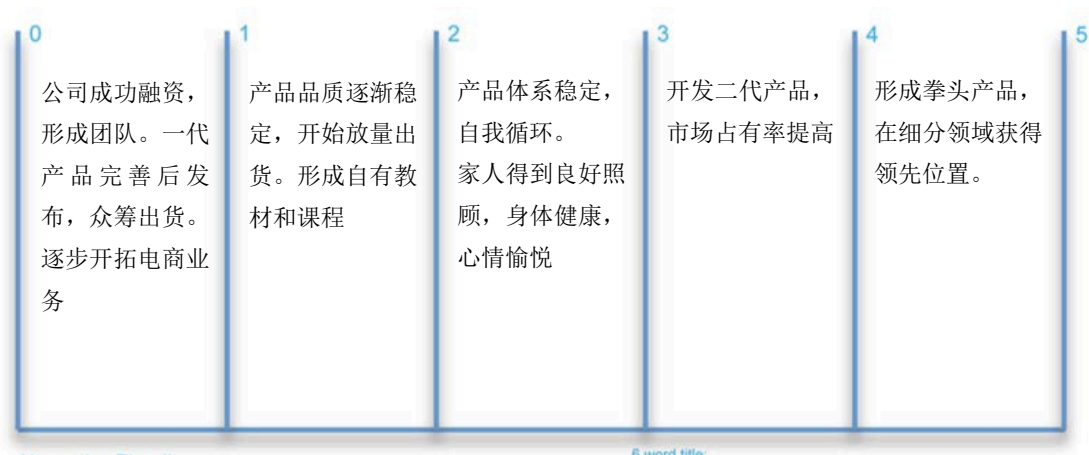 0
公司成功融资,
形成团队。一代
产品完善后发
布,众筹出货。
逐步开拓电商业
务
1
产品品质逐渐稳
定,开始放量出
货。形成自有教
材和课程
2
产品体系稳定,
自我循环。
家人得到良好照
顾,身体健康,
心情愉悦
3
开发二代产品,
市场占有率提高
4
形成拳头产品,
在细分领域获得
领先位置。
5
6 word title: